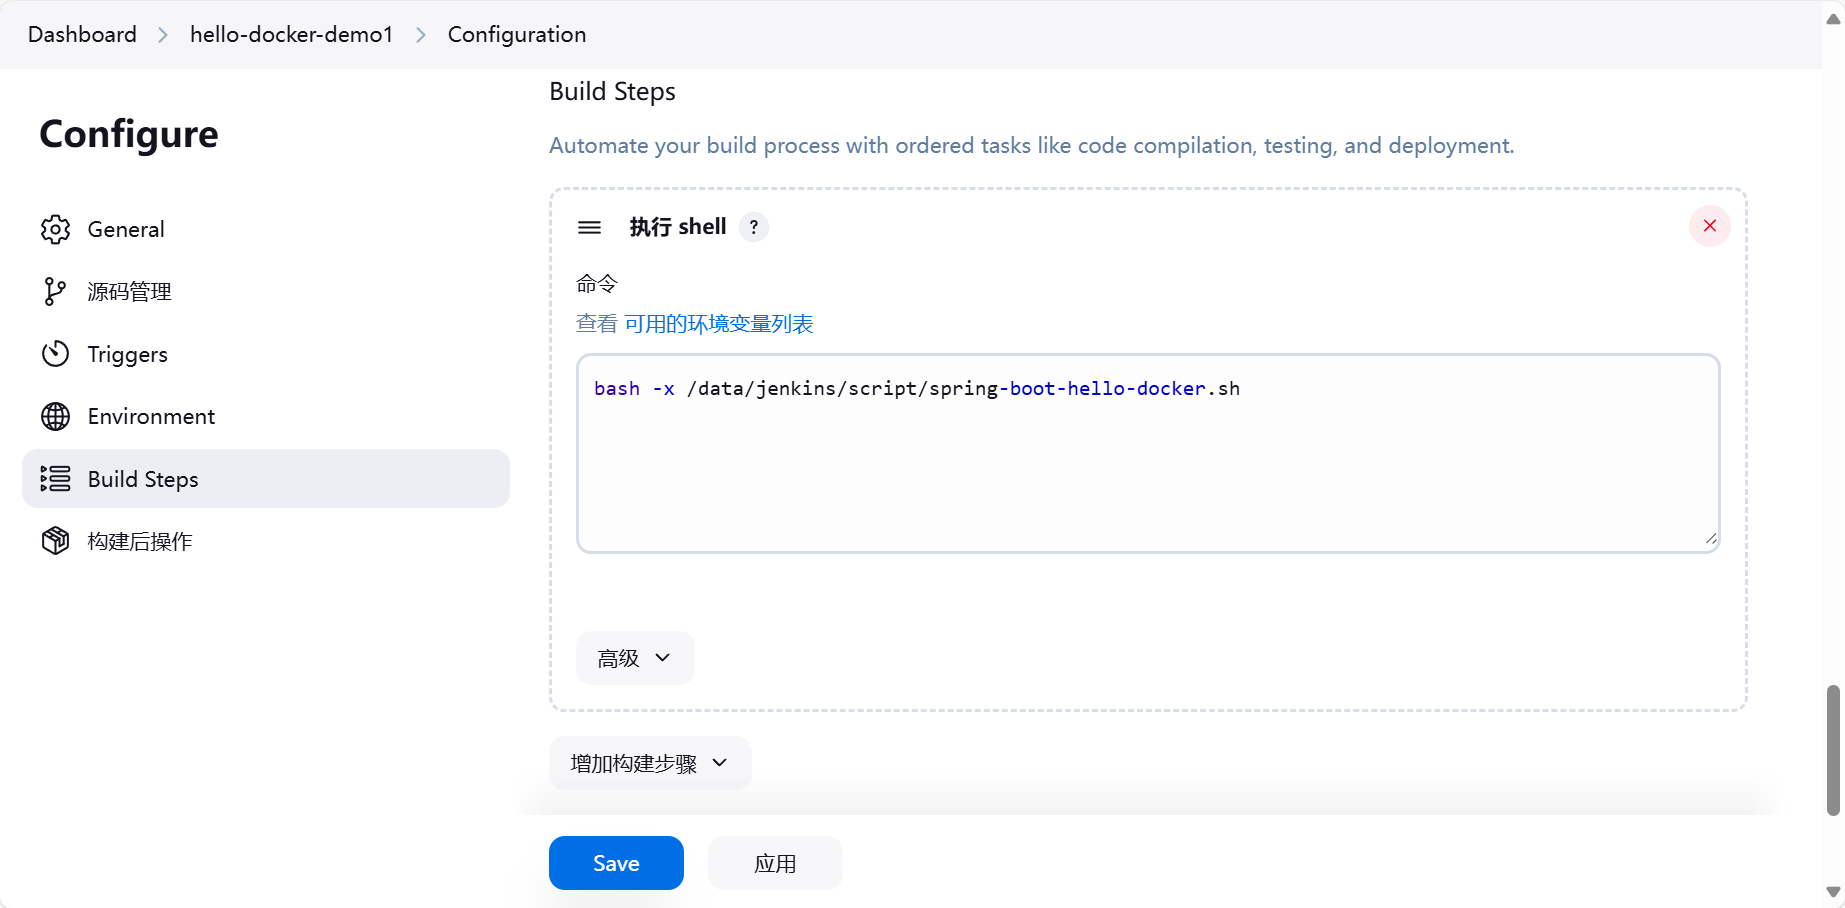 Dashboard > hello-docker-demo1 > Configuration
Configure
General
源码管理
Triggers
Environment
Build Steps
构建后操作
Build Steps
Automate your build process with ordered tasks like code compilation, testing, and deployment.
执行 shell ?
命令
查看 可用的环境变量列表
bash -x /data/jenkins/script/spring-boot-hello-docker.sh
高级
增加构建步骤
Save 应用